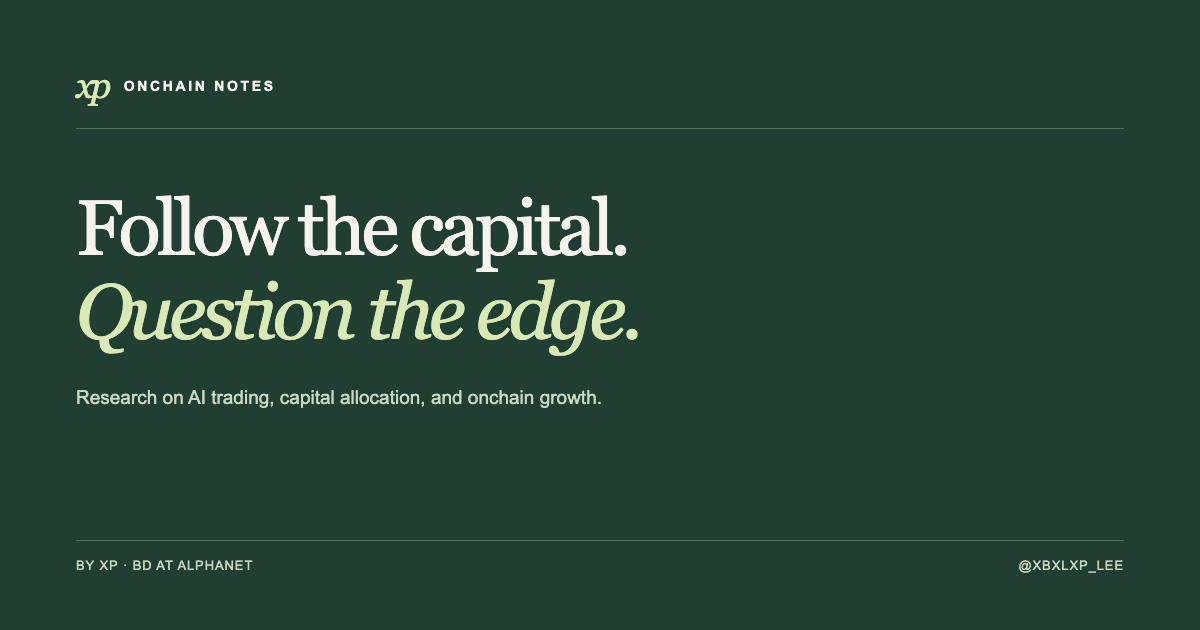 xp ONCHAIN NOTES
Follow the capital.
Question the edge.
Research on AI trading, capital allocation, and onchain growth.
BY XP · BD AT ALPHANET
@XBXLXP_LEE